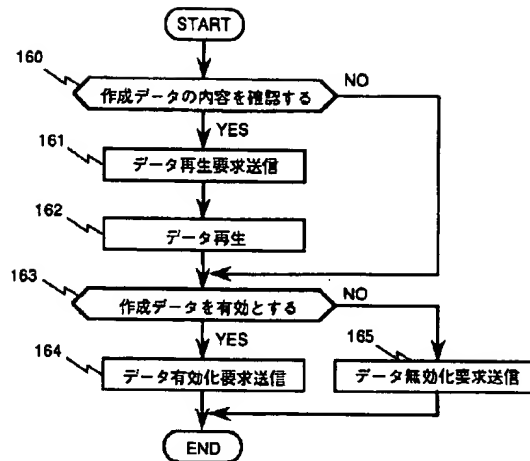 START
160
作成データの内容を確認する
NO
YES
161
データ再生要求送信
162
データ再生
163
作成データを有効とする
NO
YES
164
データ有効化要求送信
165
データ無効化要求送信
END